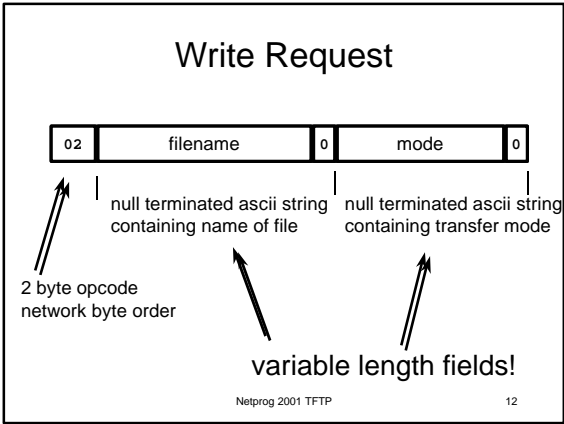 Write Request
02 filename 0 mode 0
null terminated ascii string
containing name of file
null terminated ascii string
containing transfer mode
2 byte opcode
network byte order
variable length fields!
Netprog 2001 TFTP 12